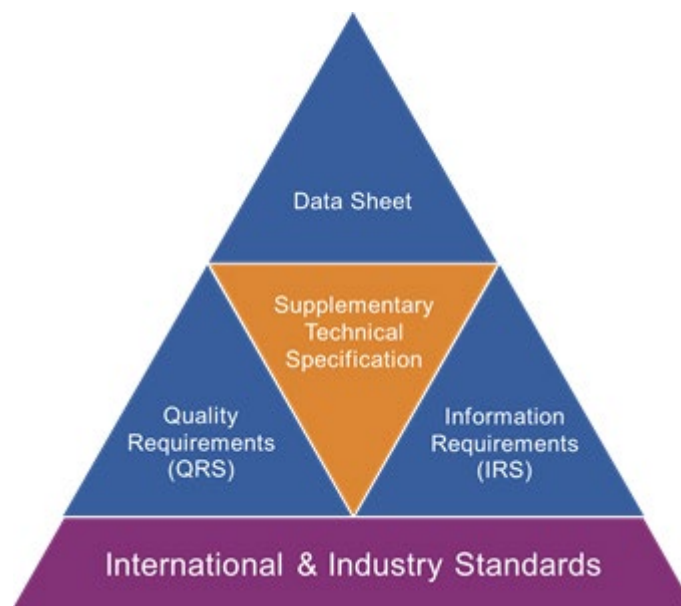 Data Sheet
Supplementary
Technical
Specification
Quality
Requirements
(QRS)
Information
Requirements
(IRS)
International & Industry Standards